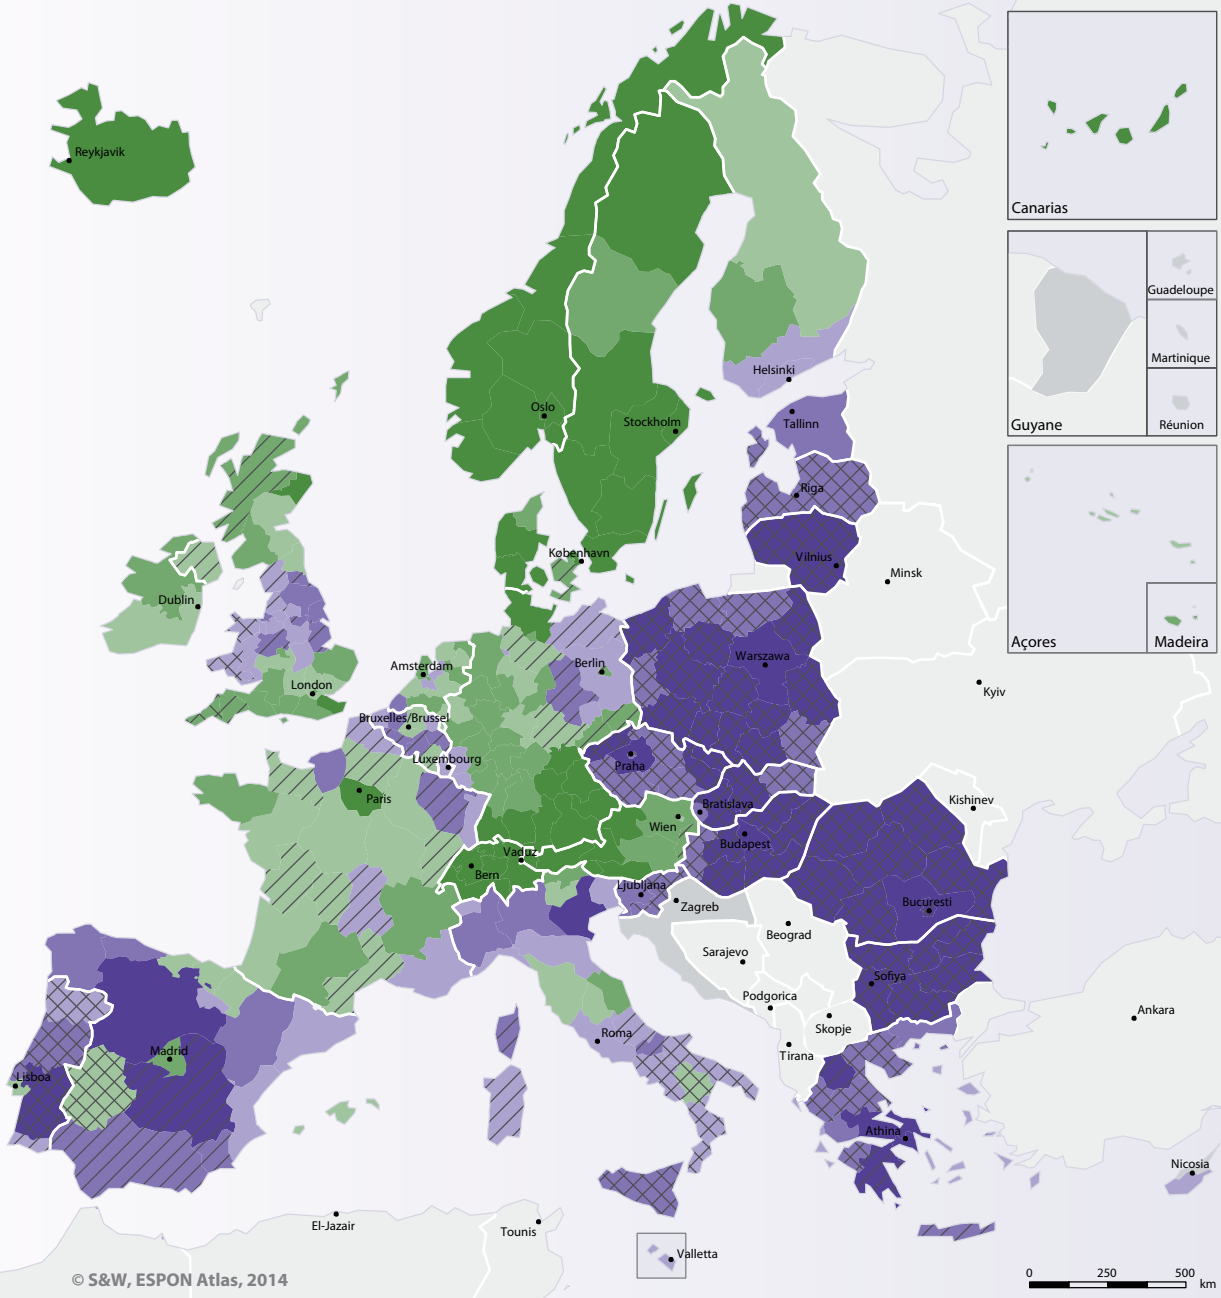 Reykjavik
Canarias
Guadeloupe
Martinique
Guyane
Réunion
Helsinki
Oslo
Stockholm
Tallinn
Riga
København
Vilnius
Minsk
Dublin
Açores
Madeira
Amsterdam
Berlin
Warszawa
London
Kyiv
Bruxelles/Brussel
Luxembourg
Praha
Paris
Kishinev
Bratislava
Wien
Budapest
Vaduz
Bern
Ljubljana
Zagreb
Bucuresti
Beograd
Sarajevo
Sofiya
Podgorica
Ankara
Skopje
Roma
Madrid
Tirana
Lisboa
Athina
Nicosia
El-Jazair
Tounis
Valletta
0 250 500
km
© S&W, ESPON Atlas, 2014